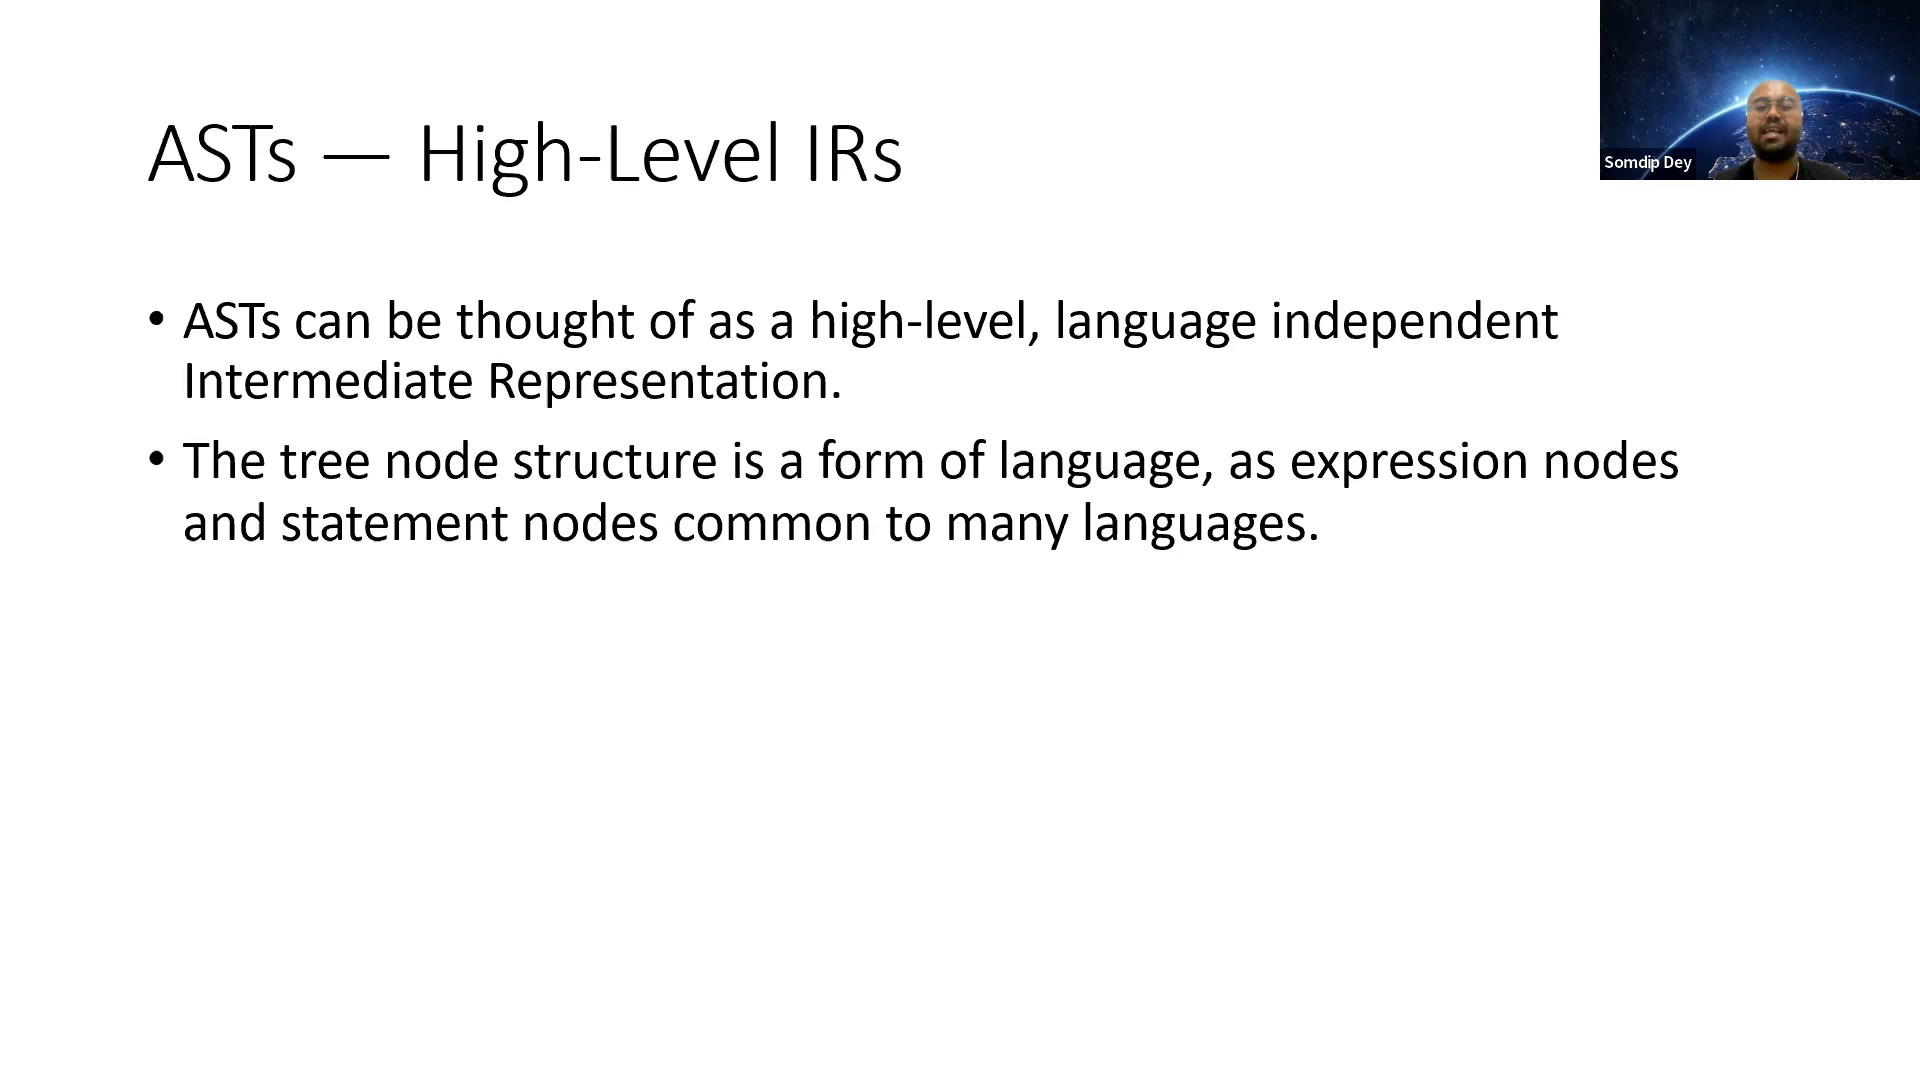 ASTs — High-Level IRs
Somdip Dey
• ASTs can be thought of as a high-level, language independent
Intermediate Representation.
• The tree node structure is a form of language, as expression nodes
and statement nodes common to many languages.